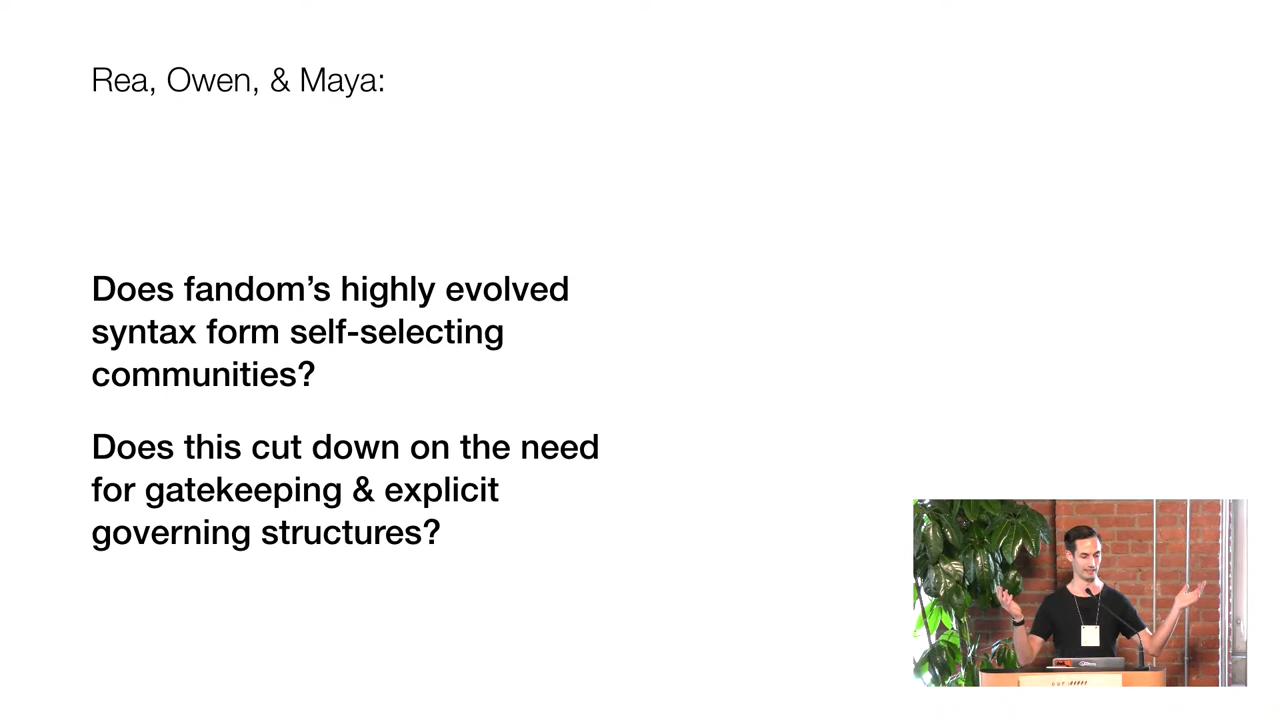 Rea, Owen, & Maya:
Does fandom’s highly evolved
syntax form self-selecting
communities?
Does this cut down on the need
for gatekeeping & explicit
governing structures?